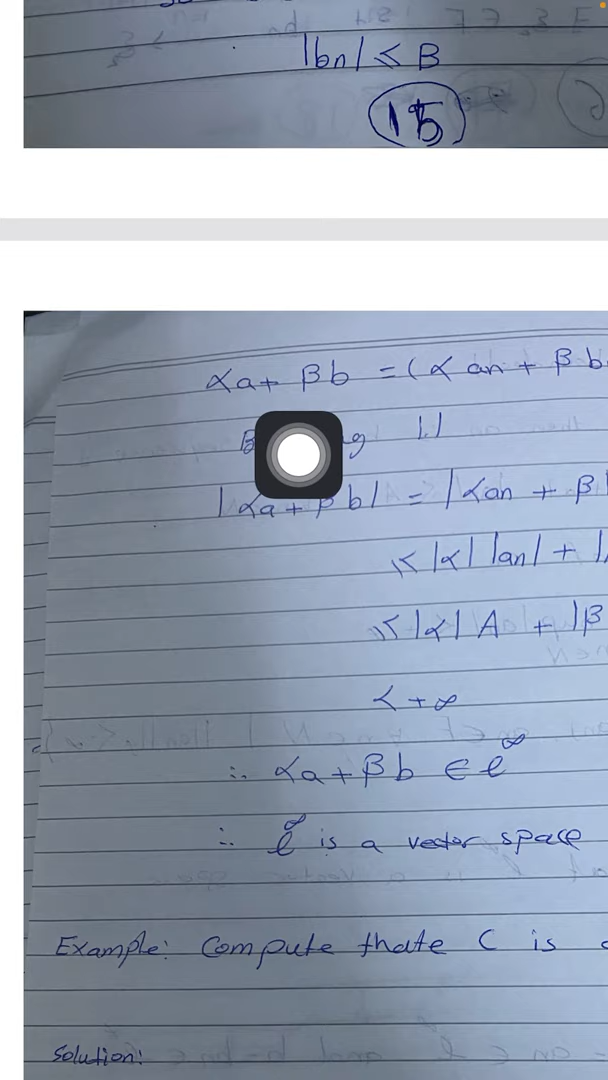 |bn| ≤ B
15
αa + βb = (α an + β b
|.|
|αa + βb| = |αan + β
≤ |α| |an| +
≤ |α| A + |β
< + ∞
∴ αa + βb ∈ ℓ^∞
∴ ℓ^∞ is a vector space
Example: Compute thate C is
Solution: